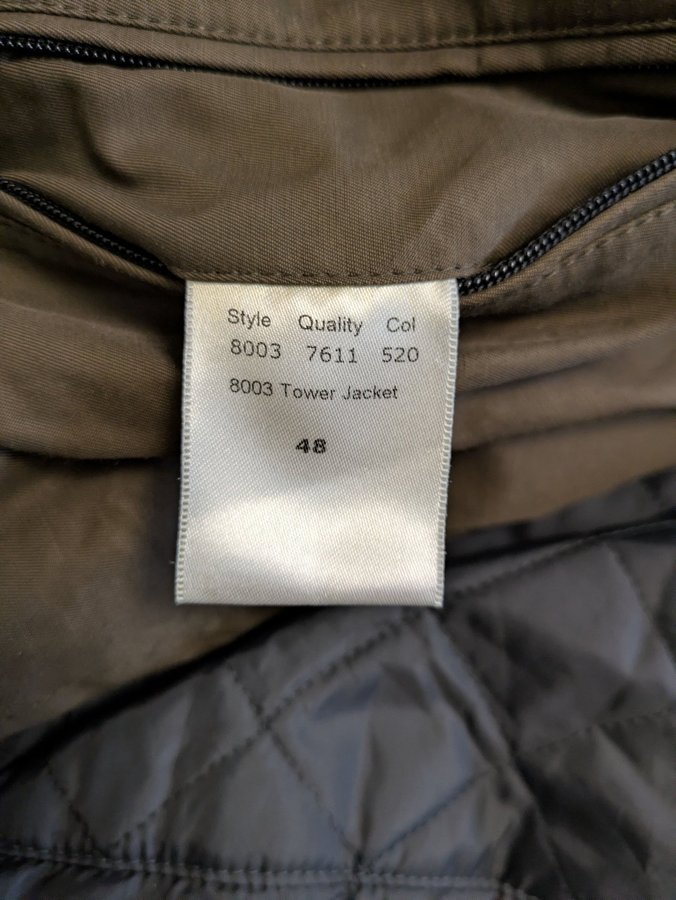 Style Quality Col
8003 7611 520
8003 Tower Jacket
48